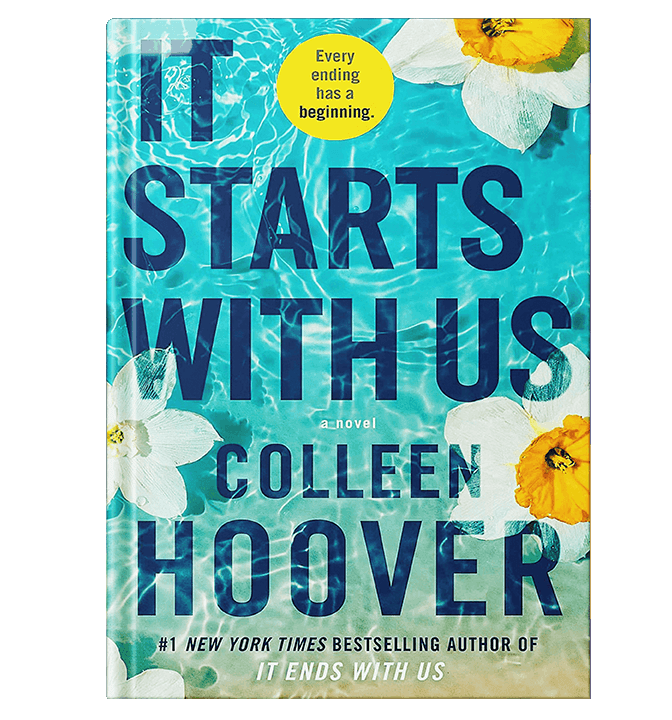 IT
Every
ending
has a
beginning.
STARTS
WITH US
a novel
COLLEEN
HOOVER
#1 NEW YORK TIMES BESTSELLING AUTHOR OF
IT ENDS WITH US